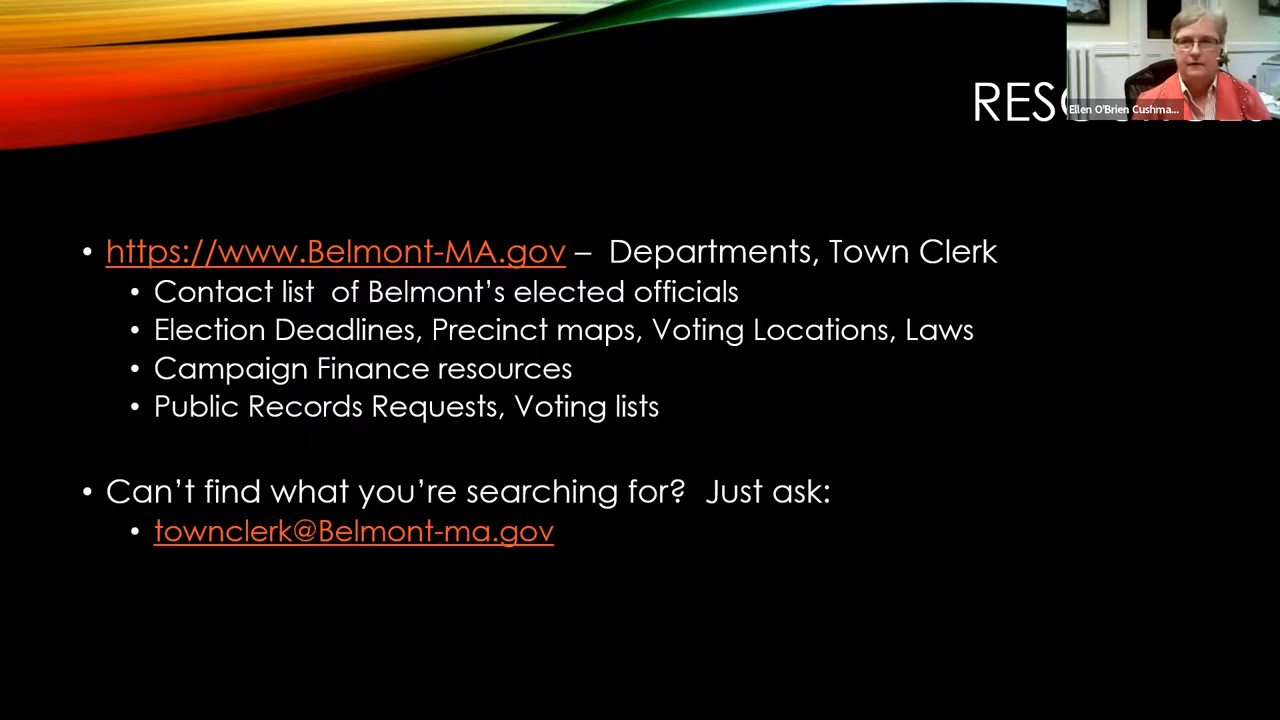 Ellen O'Brien Cushma...
• https://www.Belmont-MA.gov – Departments, Town Clerk
• Contact list of Belmont's elected officials
• Election Deadlines, Precinct maps, Voting Locations, Laws
• Campaign Finance resources
• Public Records Requests, Voting lists
• Can't find what you're searching for? Just ask:
• townclerk@Belmont-ma.gov